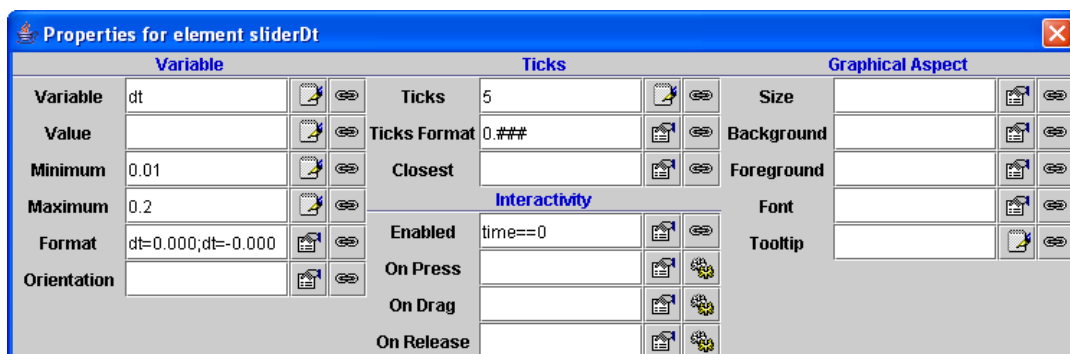 Properties for element sliderDt
Variable
Variable dt
Value
Minimum 0.01
Maximum 0.2
Format dt=0.000;dt=-0.000
Orientation
Ticks
Ticks 5
Ticks Format 0.###
Closest
Interactivity
Enabled time==0
On Press
On Drag
On Release
Graphical Aspect
Size
Background
Foreground
Font
Tooltip